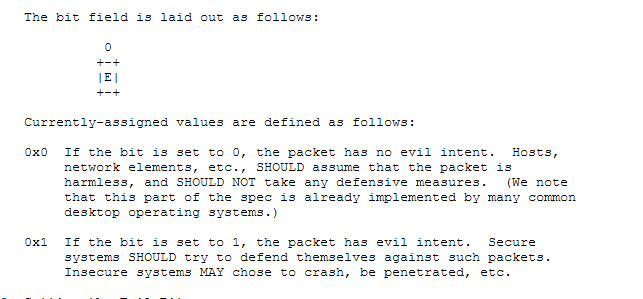 The bit field is laid out as follows:
0
+-+
|E|
+-+
Currently-assigned values are defined as follows:
0x0 If the bit is set to 0, the packet has no evil intent. Hosts,
network elements, etc., SHOULD assume that the packet is
harmless, and SHOULD NOT take any defensive measures. (We note
that this part of the spec is already implemented by many common
desktop operating systems.)
0x1 If the bit is set to 1, the packet has evil intent. Secure
systems SHOULD try to defend themselves against such packets.
Insecure systems MAY chose to crash, be penetrated, etc.